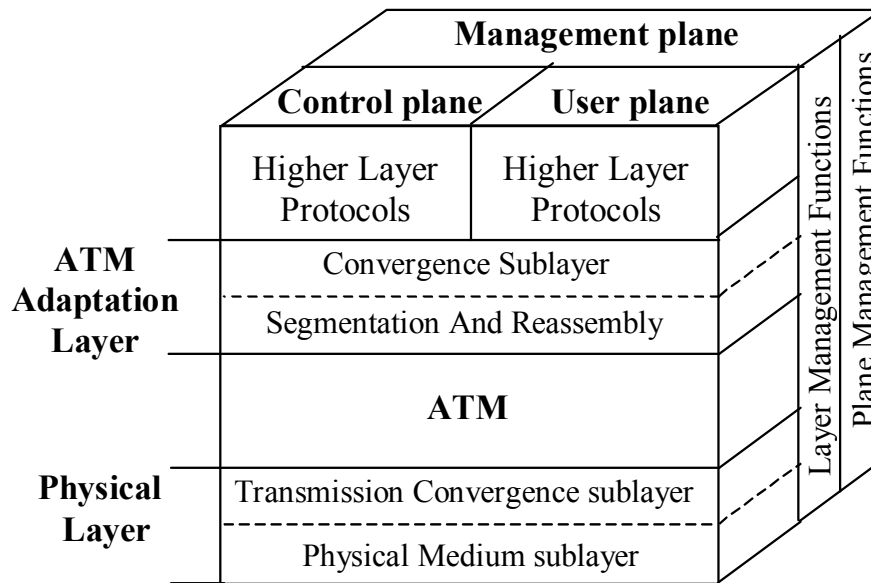 Management plane
Control plane
User plane
Higher Layer
Protocols
Higher Layer
Protocols
ATM
Adaptation
Layer
Convergence Sublayer
Segmentation And Reassembly
ATM
Physical
Layer
Transmission Convergence sublayer
Physical Medium sublayer
Layer Management Functions
Plane Management Functions